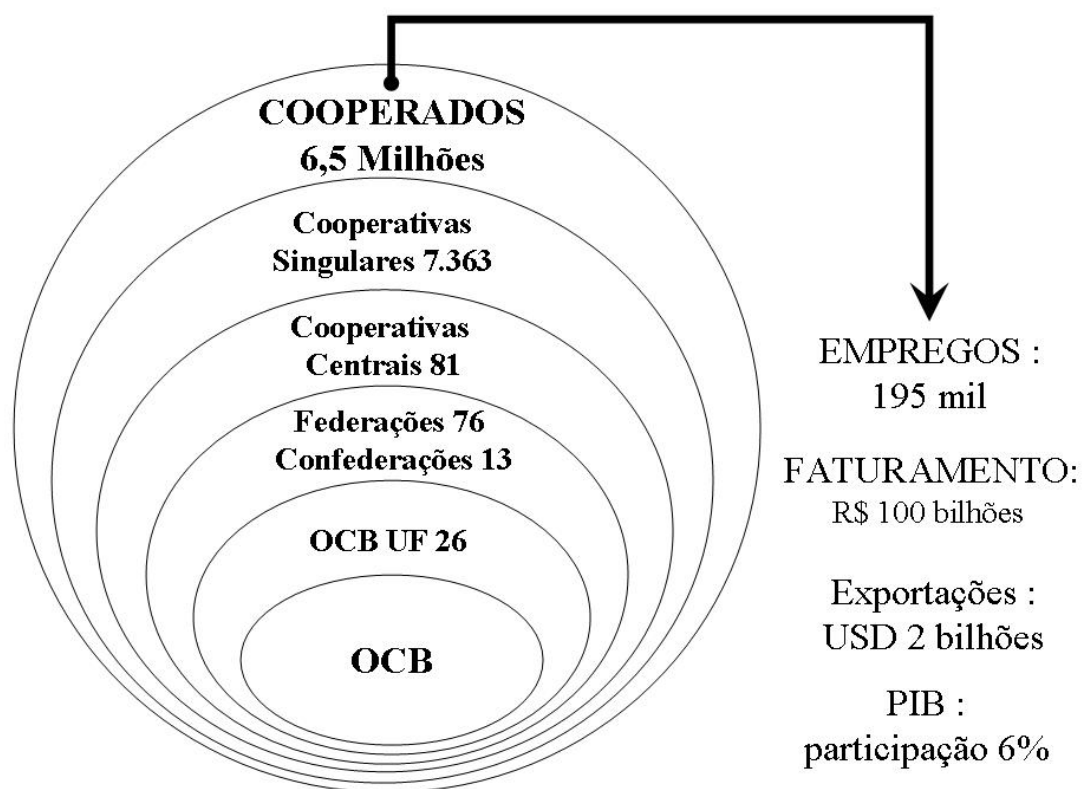 COOPERADOS
6,5 Milhões
Cooperativas
Singulares 7.363
Cooperativas
Centrais 81
Federações 76
Confederações 13
OCB UF 26
OCB
EMPREGOS :
195 mil
FATURAMENTO:
R$ 100 bilhões
Exportações :
USD 2 bilhões
PIB :
participação 6%